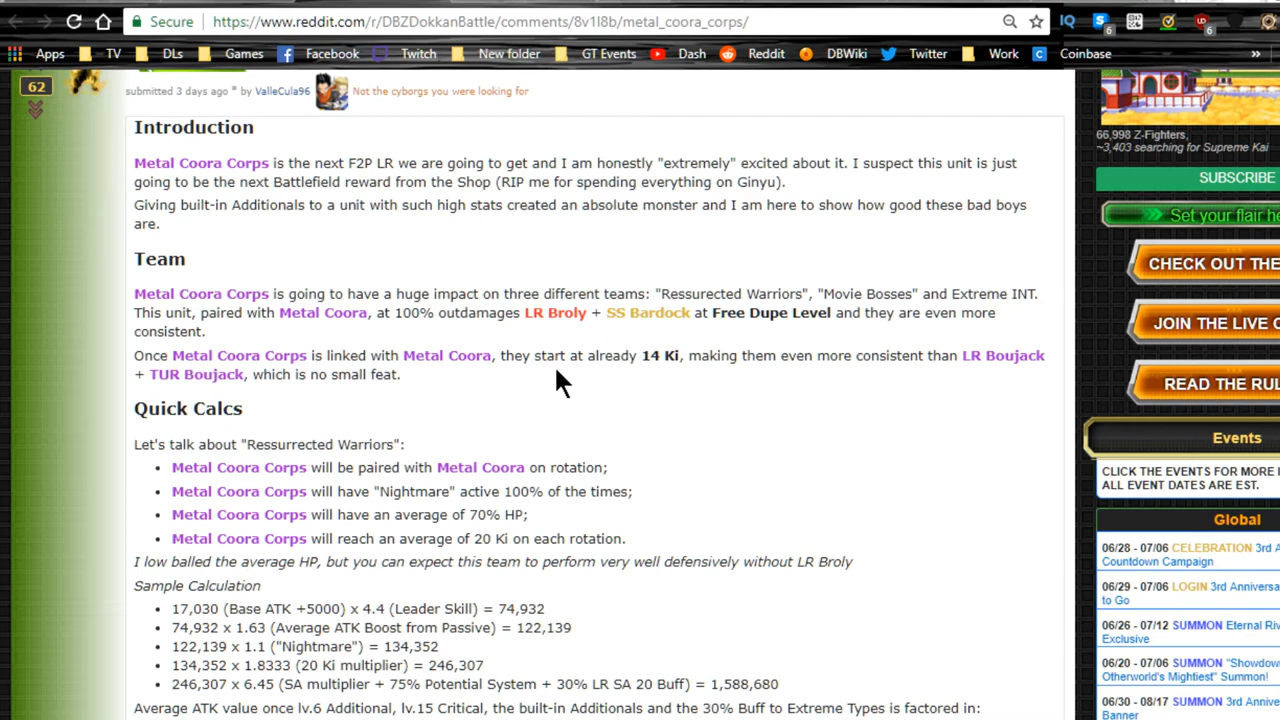 Secure
https://www.reddit.com/r/DBZDokkanBattle/comments/8v1l8b/metal_coora_corps/
6
6
Apps TV DLs Games Facebook Twitch New folder GT Events Dash Reddit DBWiki Twitter Work Coinbase »
62
submitted 3 days ago * by ValleCula96 Not the cyborgs you were looking for
Introduction
Metal Coora Corps is the next F2P LR we are going to get and I am honestly "extremely" excited about it. I suspect this unit is just
going to be the next Battlefield reward from the Shop (RIP me for spending everything on Ginyu).
Giving built-in Additionals to a unit with such high stats created an absolute monster and I am here to show how good these bad boys
are.
Team
Metal Coora Corps is going to have a huge impact on three different teams: "Ressurected Warriors", "Movie Bosses" and Extreme INT.
This unit, paired with Metal Coora, at 100% outdamages LR Broly + SS Bardock at Free Dupe Level and they are even more
consistent.
Once Metal Coora Corps is linked with Metal Coora, they start at already 14 Ki, making them even more consistent than LR Boujack
+ TUR Boujack, which is no small feat.
Quick Calcs
Let's talk about "Ressurrected Warriors":
• Metal Coora Corps will be paired with Metal Coora on rotation;
• Metal Coora Corps will have "Nightmare" active 100% of the times;
• Metal Coora Corps will have an average of 70% HP;
• Metal Coora Corps will reach an average of 20 Ki on each rotation.
I low balled the average HP, but you can expect this team to perform very well defensively without LR Broly
Sample Calculation
• 17,030 (Base ATK +5000) x 4.4 (Leader Skill) = 74,932
• 74,932 x 1.63 (Average ATK Boost from Passive) = 122,139
• 122,139 x 1.1 ("Nightmare") = 134,352
• 134,352 x 1.8333 (20 Ki multiplier) = 246,307
• 246,307 x 6.45 (SA multiplier + 75% Potential System + 30% LR SA 20 Buff) = 1,588,680
Average ATK value once lv.6 Additional, lv.15 Critical, the built-in Additionals and the 30% Buff to Extreme Types is factored in:
66,998 Z-Fighters,
~3,403 searching for Supreme Kai
SUBSCRIBE
Set your flair he
CHECK OUT THE
JOIN THE LIVE C
READ THE RUL
Events
CLICK THE EVENTS FOR MORE I
ALL EVENT DATES ARE EST.
Global
06/28 - 07/06 CELEBRATION 3rd A
Countdown Campaign
06/29 - 07/06 LOGIN 3rd Anniversa
to Go
06/26 - 07/12 SUMMON Eternal Riv
Exclusive
06/20 - 07/06 SUMMON "Showdow
Otherworld's Mightiest" Summon!
06/30 - 08/17 SUMMON 3rd Annive
Banner